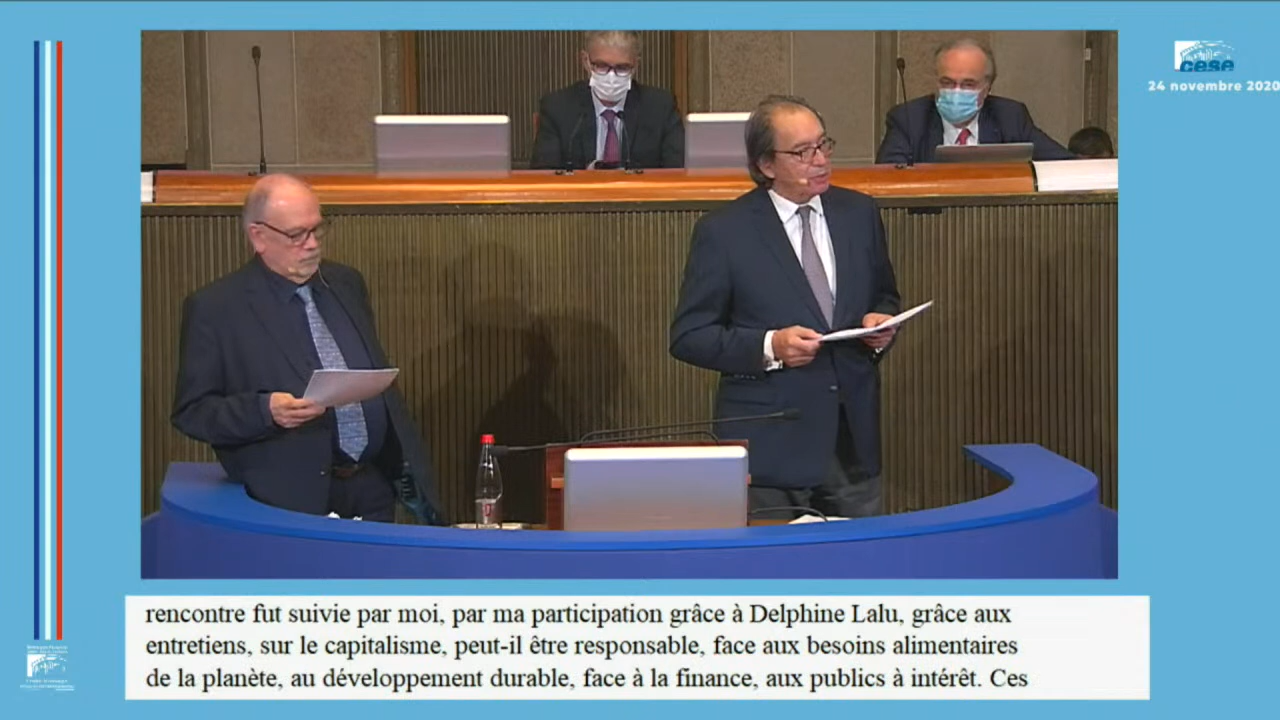 cese
24 novembre 2020
rencontre fut suivie par moi, par ma participation grâce à Delphine Lalu, grâce aux
entretiens, sur le capitalisme, peut-il être responsable, face aux besoins alimentaires
de la planète, au développement durable, face à la finance, aux publics à intérêt. Ces